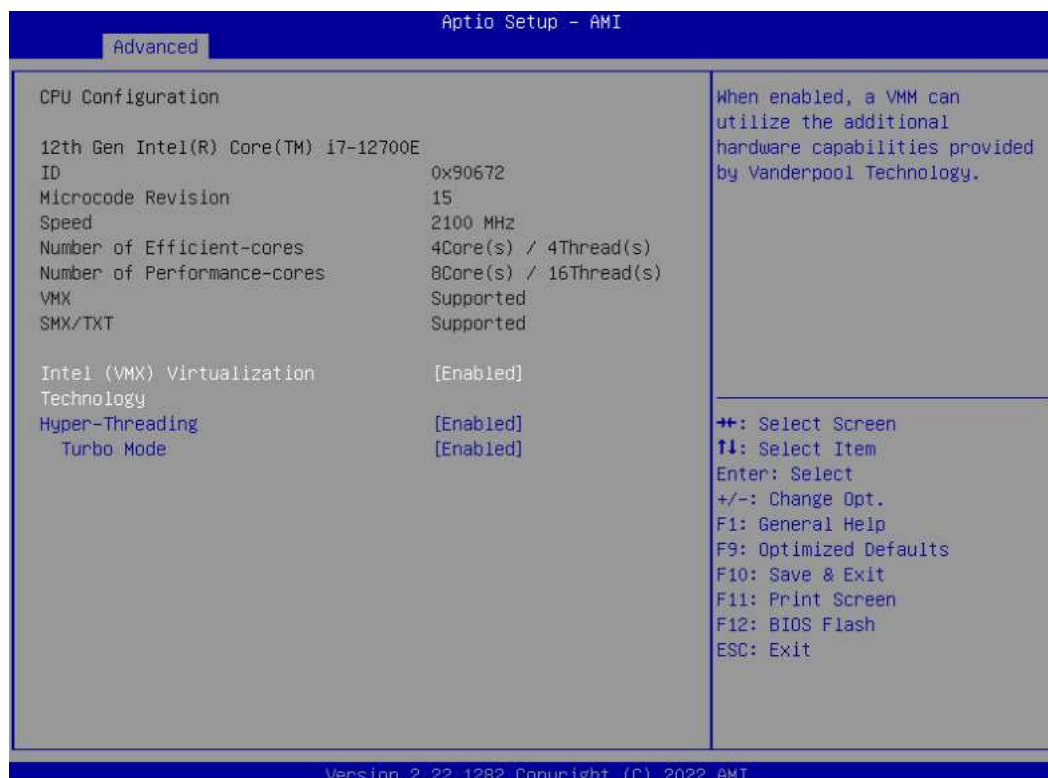 Aptio Setup – AMI
Advanced
CPU Configuration
12th Gen Intel(R) Core(TM) i7-12700E
ID 0x90672
Microcode Revision 15
Speed 2100 MHz
Number of Efficient-cores 4Core(s) / 4Thread(s)
Number of Performance-cores 8Core(s) / 16Thread(s)
VMX Supported
SMX/TXT Supported
Intel (VMX) Virtualization [Enabled]
Technology
Hyper-Threading [Enabled]
Turbo Mode [Enabled]
When enabled, a VMM can
utilize the additional
hardware capabilities provided
by Vanderpool Technology.
→←: Select Screen
↑↓: Select Item
Enter: Select
+/-: Change Opt.
F1: General Help
F9: Optimized Defaults
F10: Save & Exit
F11: Print Screen
F12: BIOS Flash
ESC: Exit
Version 2.22.1282 Copyright (C) 2022 AMI